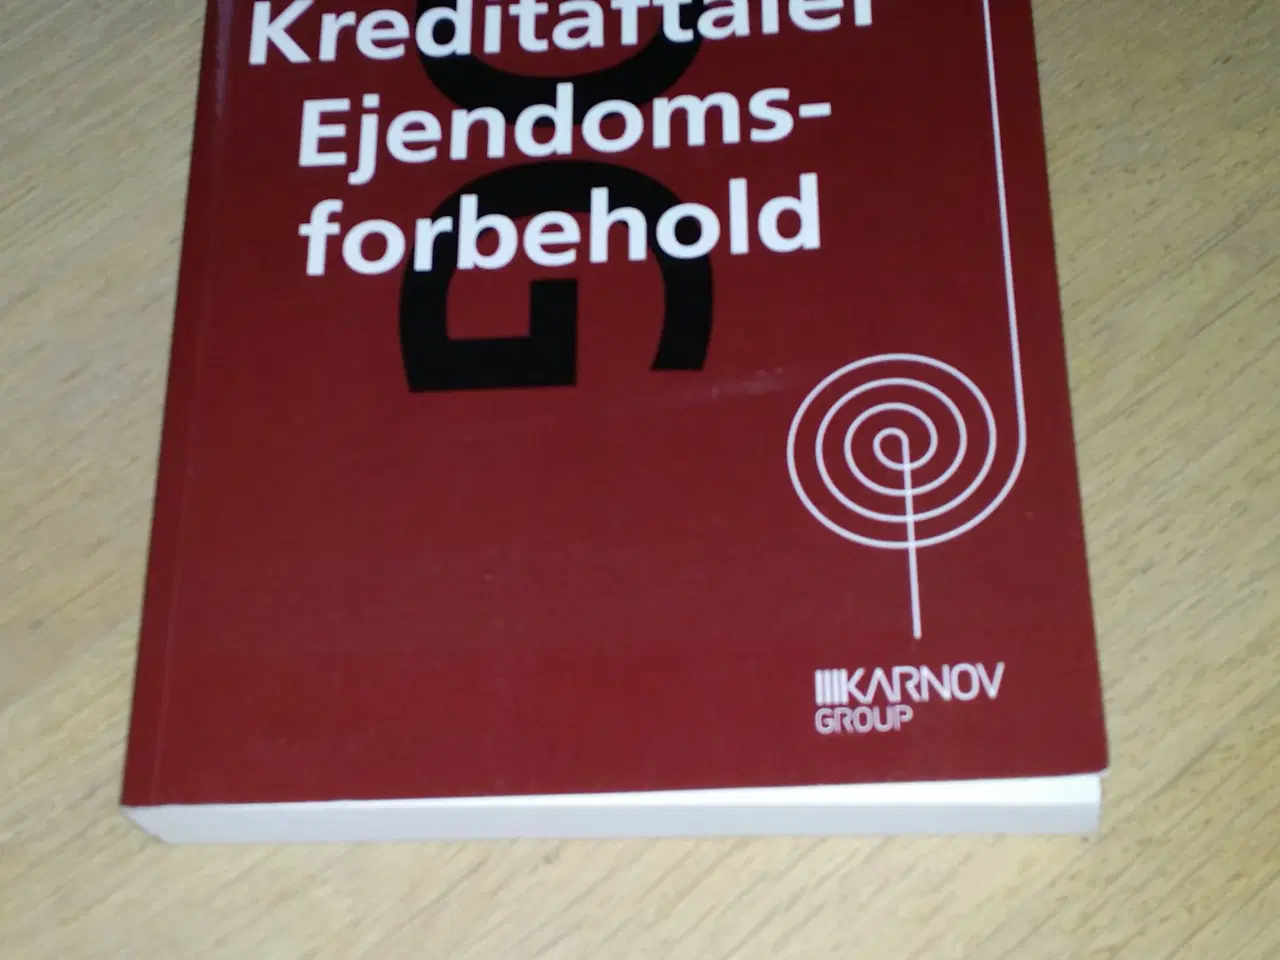 Kreditaftaler
Ejendoms-
forbehold
KARNOV
GROUP